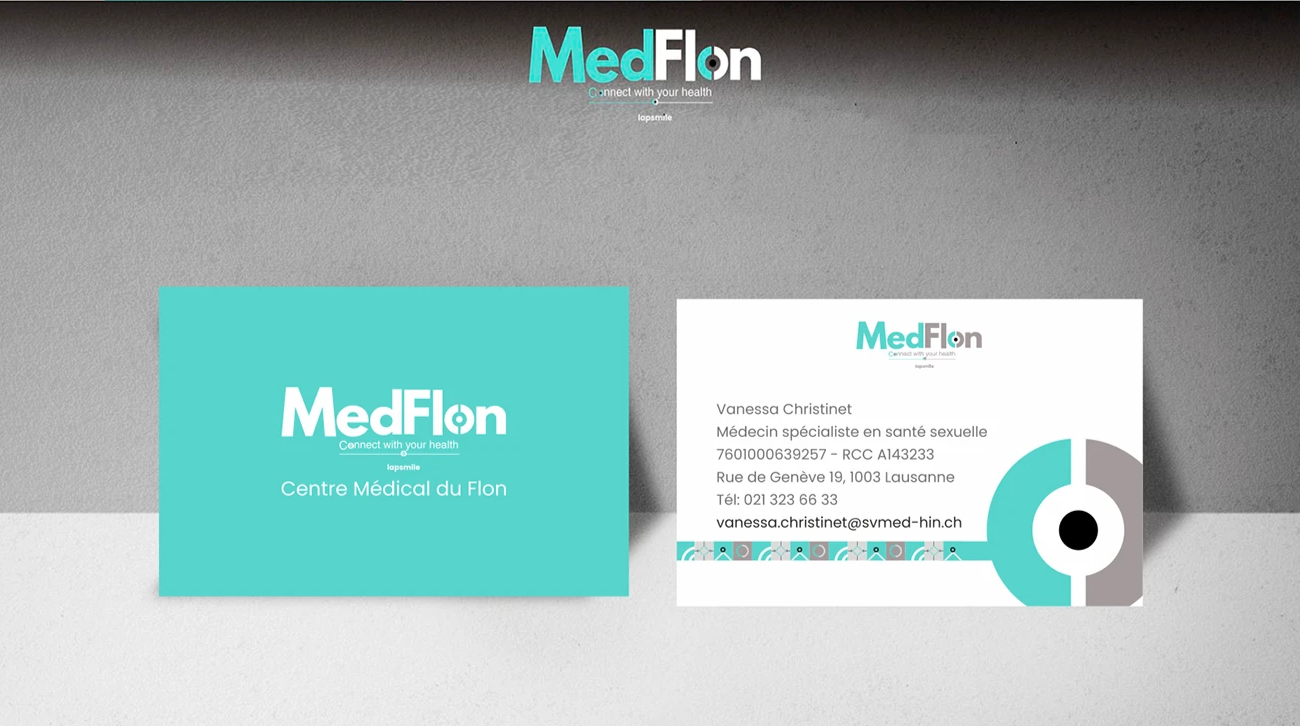 MedFlon
Connect with your health
lapsmile
MedFlon
Connect with your health
lapsmile
Centre Médical du Flon
MedFlon
Connect with your health
lapsmile
Vanessa Christinet
Médecin spécialiste en santé sexuelle
7601000639257 - RCC A143233
Rue de Genève 19, 1003 Lausanne
Tél: 021 323 66 33
vanessa.christinet@svmed-hin.ch